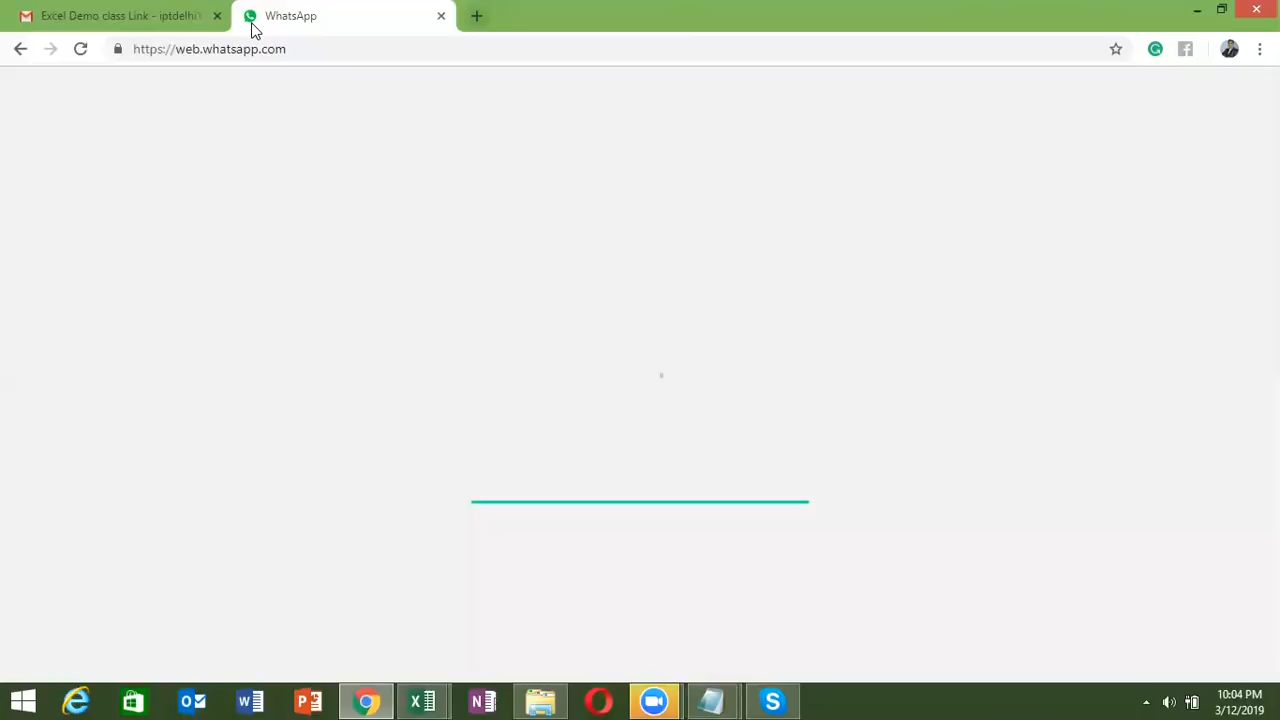 Excel Demo class Link - iptdelhi
WhatsApp
https://web.whatsapp.com
10:04 PM
3/12/2019